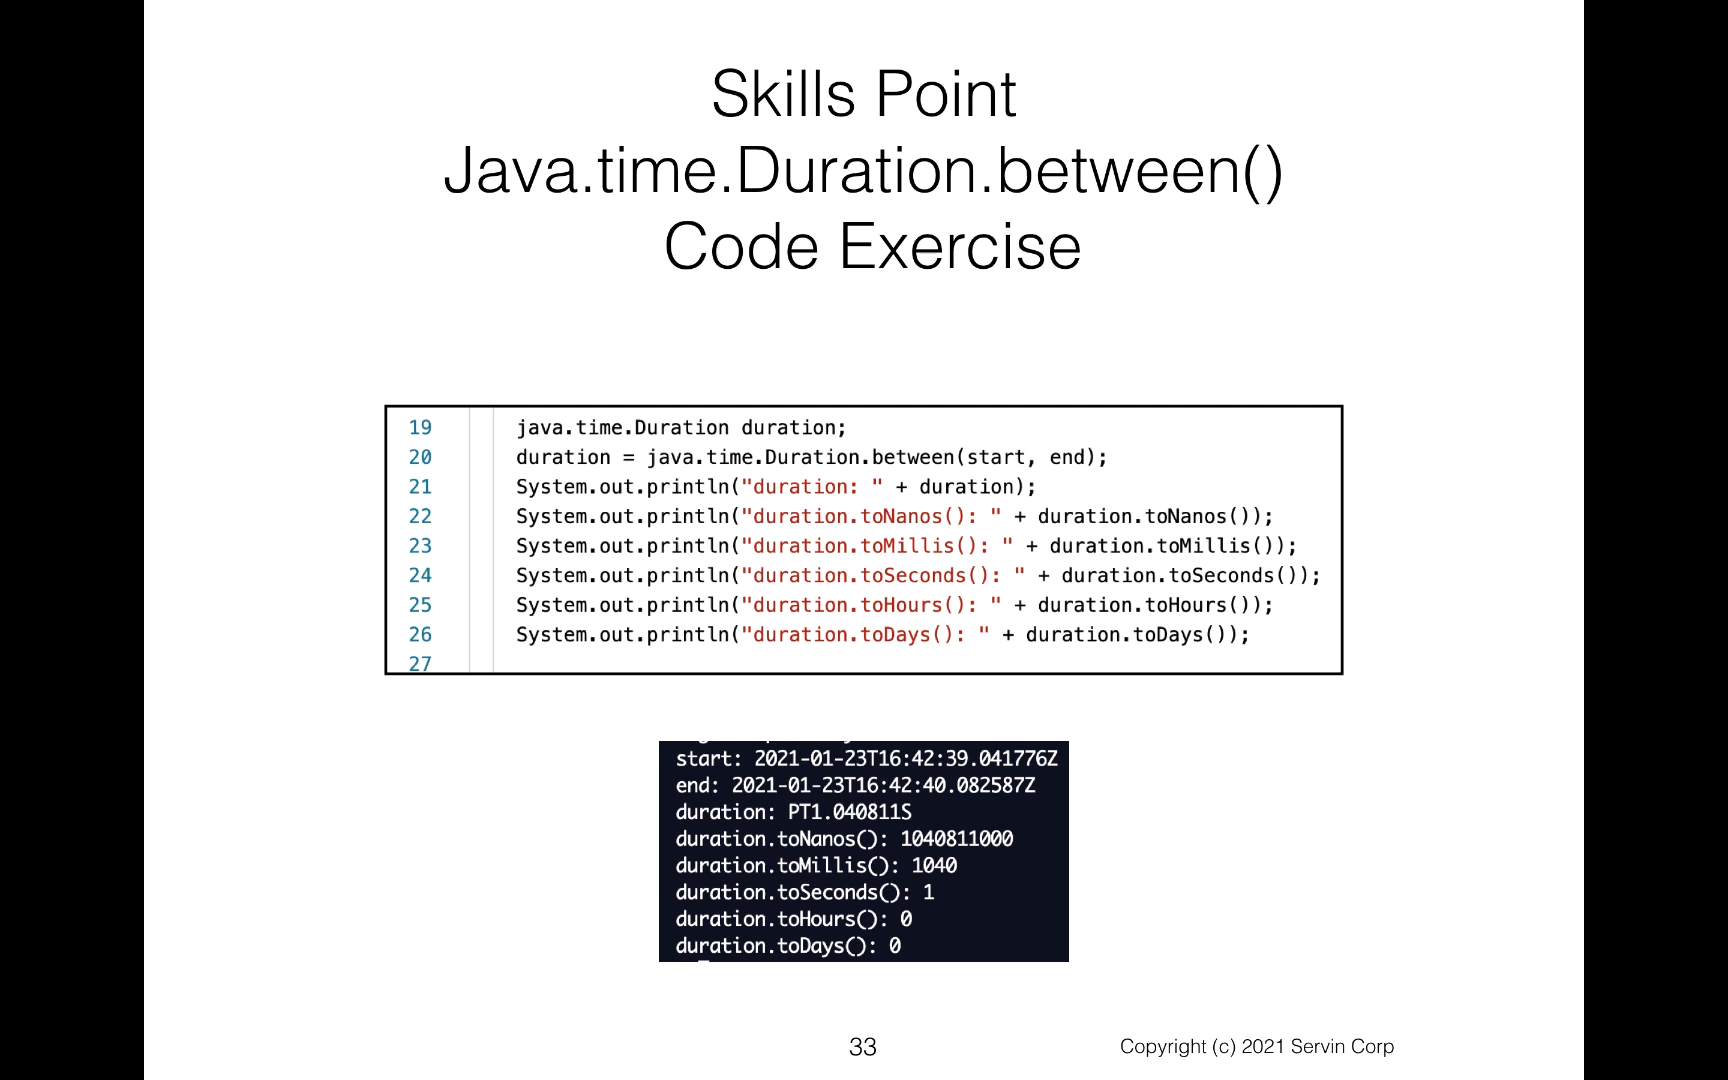 Skills Point
Java.time.Duration.between()
Code Exercise
19 java.time.Duration duration;
20 duration = java.time.Duration.between(start, end);
21 System.out.println("duration: " + duration);
22 System.out.println("duration.toNanos(): " + duration.toNanos());
23 System.out.println("duration.toMillis(): " + duration.toMillis());
24 System.out.println("duration.toSeconds(): " + duration.toSeconds());
25 System.out.println("duration.toHours(): " + duration.toHours());
26 System.out.println("duration.toDays(): " + duration.toDays());
27
start: 2021-01-23T16:42:39.041776Z
end: 2021-01-23T16:42:40.082587Z
duration: PT1.040811S
duration.toNanos(): 1040811000
duration.toMillis(): 1040
duration.toSeconds(): 1
duration.toHours(): 0
duration.toDays(): 0
33
Copyright (c) 2021 Servin Corp